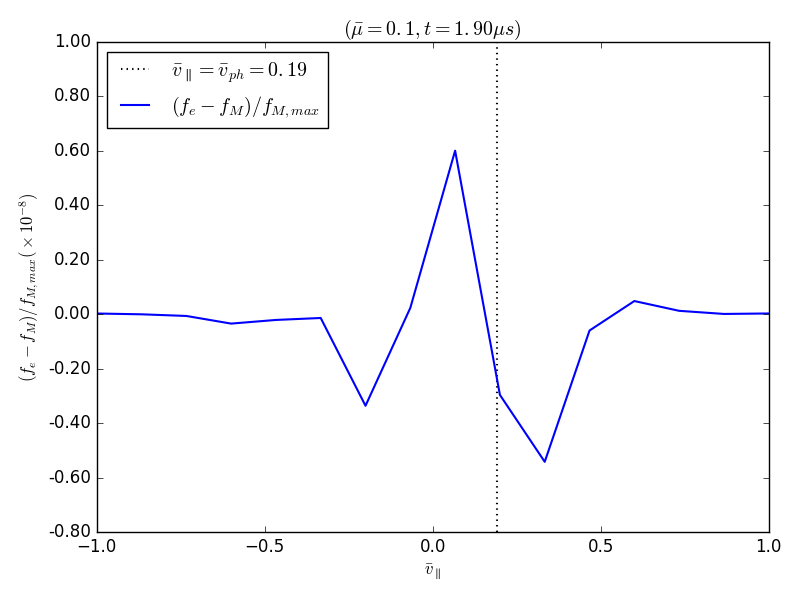 (μ̄ = 0.1, t = 1.90μs)
v̄∥ = v̄ph = 0.19
(fe − fM)/fM,max
1.00
0.80
0.60
0.40
0.20
0.00
-0.20
-0.40
-0.60
-0.80
(fe − fM)/fM,max(×10⁻⁸)
−1.0 −0.5 0.0 0.5 1.0
v̄∥